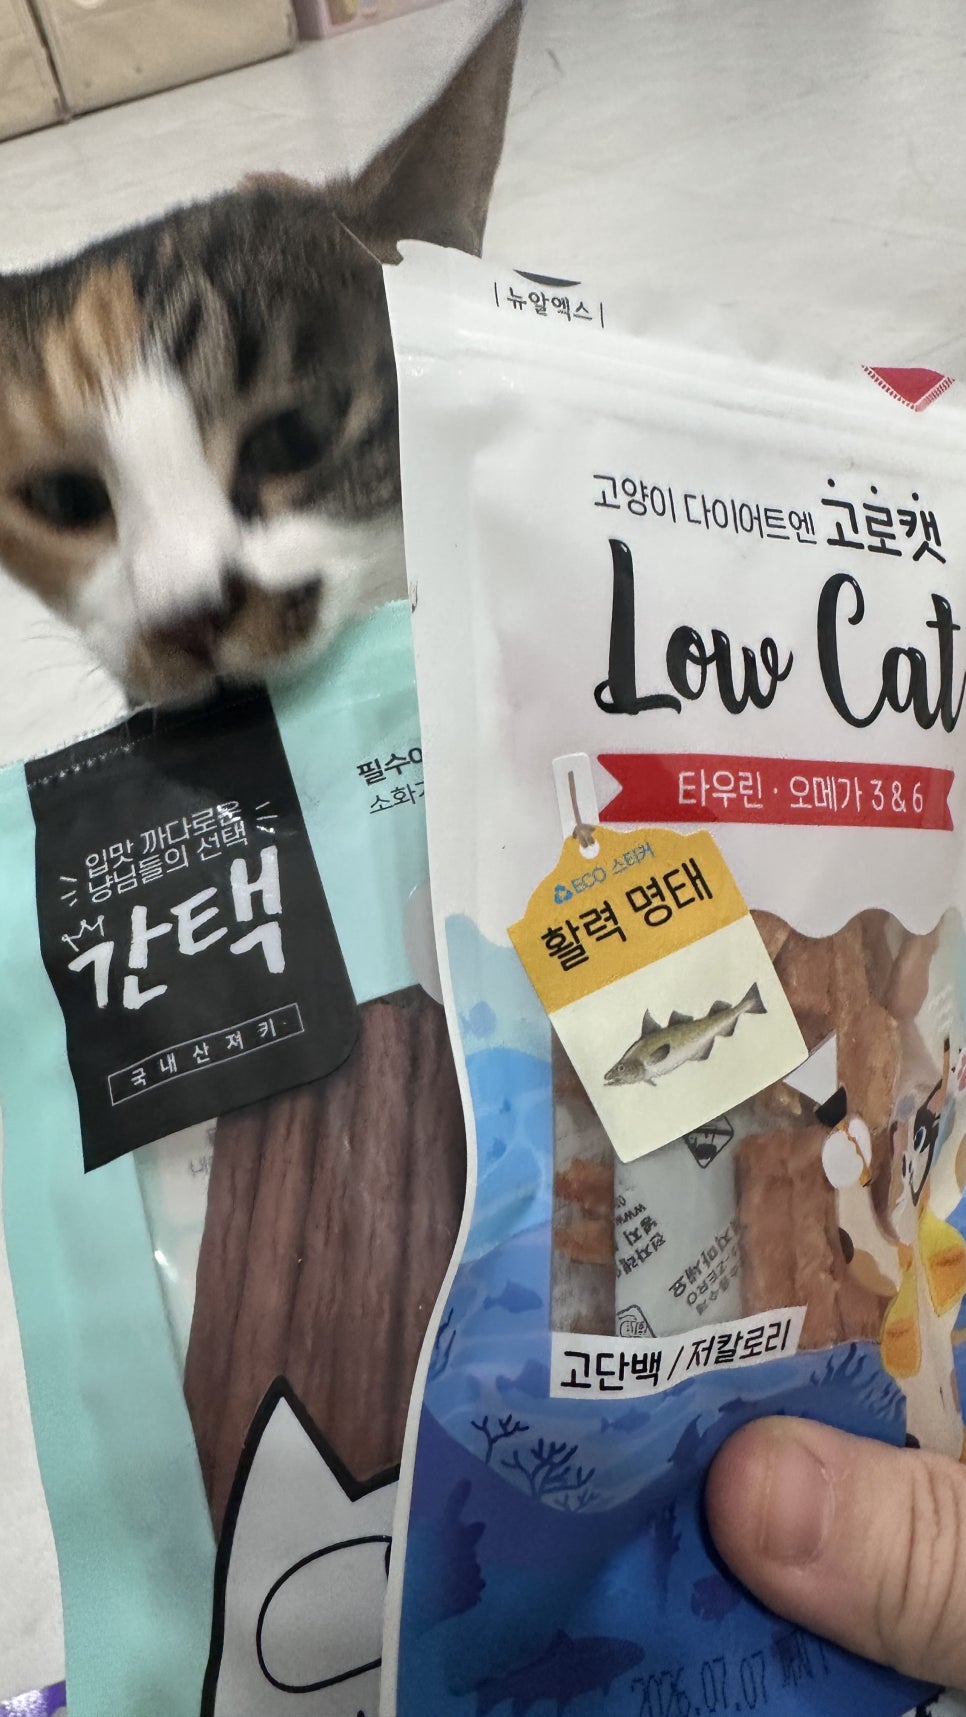 | 뉴알엑스 |
고양이 다이어트엔 고로캣
Low Cat
타우린 · 오메가 3 & 6
ECO 스티커
활력 명태
고단백 / 저칼로리
2026.07.07
필수아
소화
입맛 까다로운
냥님들의 선택
간택
국내산져키